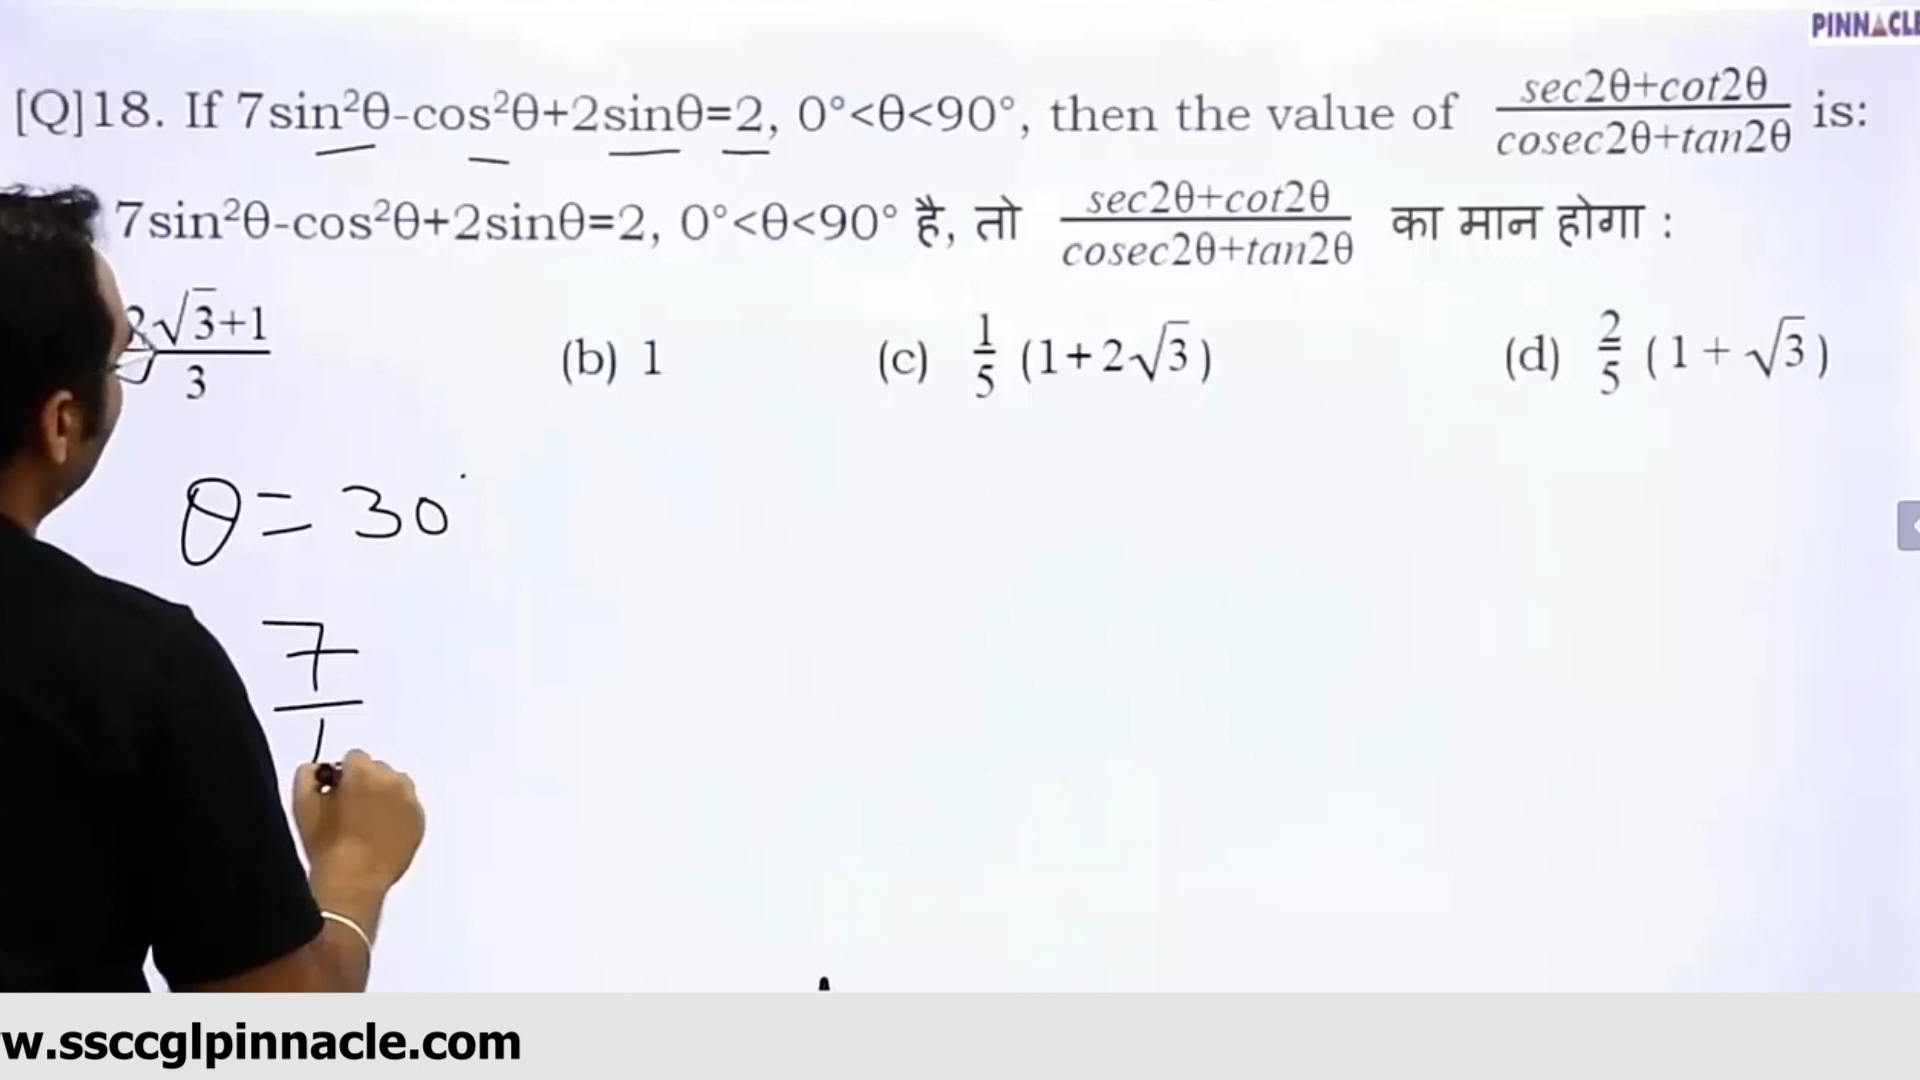 PINNACLE
[Q]18. If 7sin²θ-cos²θ+2sinθ=2, 0°<θ<90°, then the value of sec2θ+cot2θ/cosec2θ+tan2θ is:
7sin²θ-cos²θ+2sinθ=2, 0°<θ<90° है, तो sec2θ+cot2θ/cosec2θ+tan2θ का मान होगा :
2√3+1/3 (b) 1 (c) 1/5 (1+2√3) (d) 2/5 (1+√3)
θ = 30°
7
w.ssccglpinnacle.com